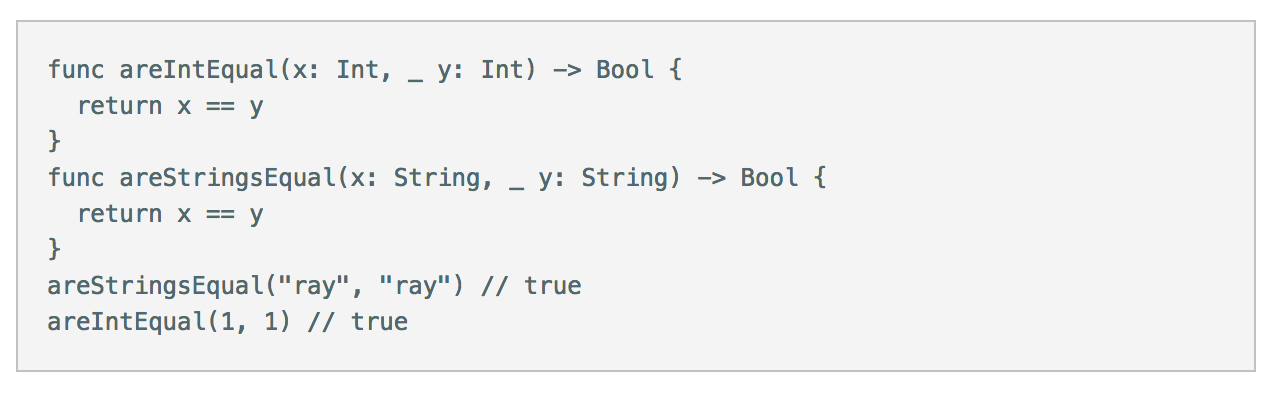 func areIntEqual(x: Int, _ y: Int) -> Bool {
  return x == y
}
func areStringsEqual(x: String, _ y: String) -> Bool {
  return x == y
}
areStringsEqual("ray", "ray") // true
areIntEqual(1, 1) // true